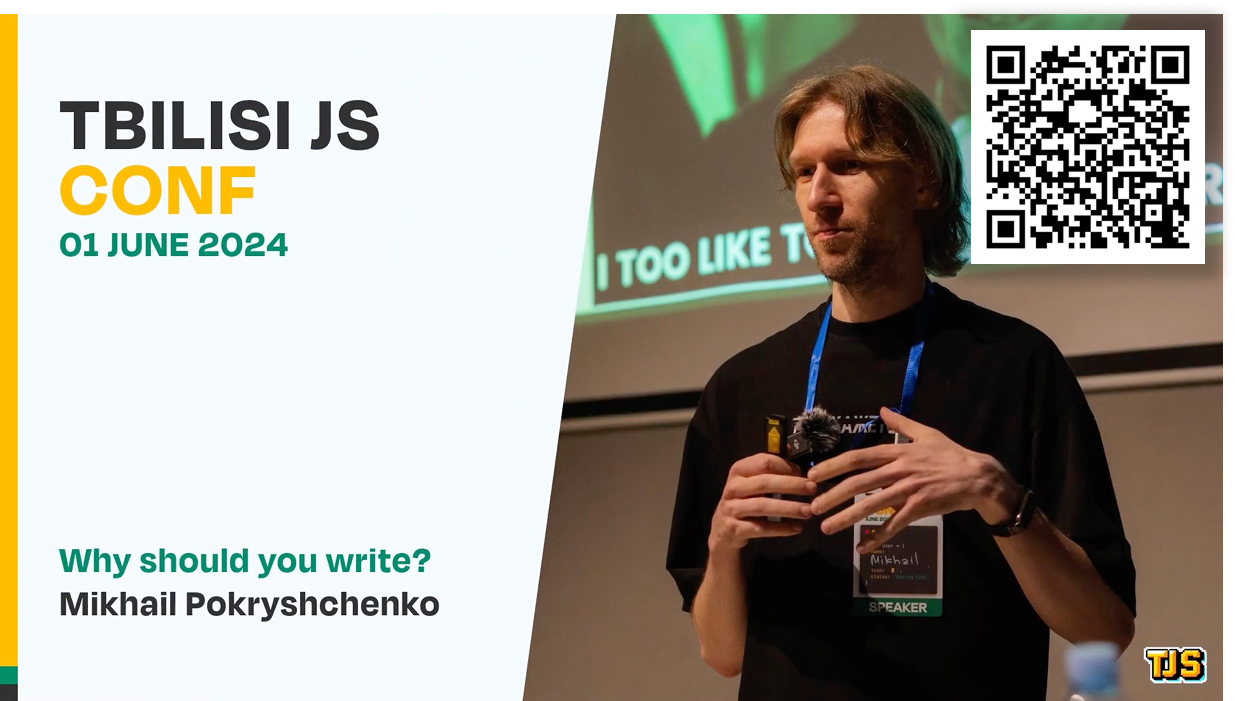 TBILISI JS
CONF
01 JUNE 2024
Why should you write?
Mikhail Pokryshchenko
I TOO LIKE TO
Mikhail
SPEAKER
TJS